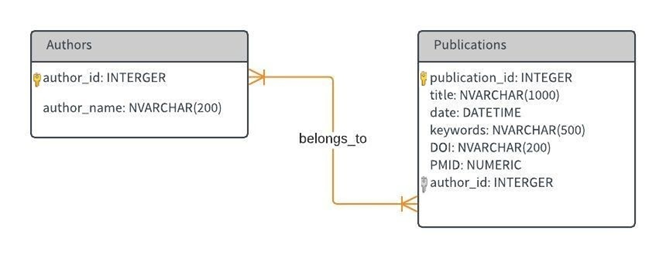 Authors
author_id: INTERGER
author_name: NVARCHAR(200)
belongs_to
Publications
publication_id: INTEGER
title: NVARCHAR(1000)
date: DATETIME
keywords: NVARCHAR(500)
DOI: NVARCHAR(200)
PMID: NUMERIC
author_id: INTERGER